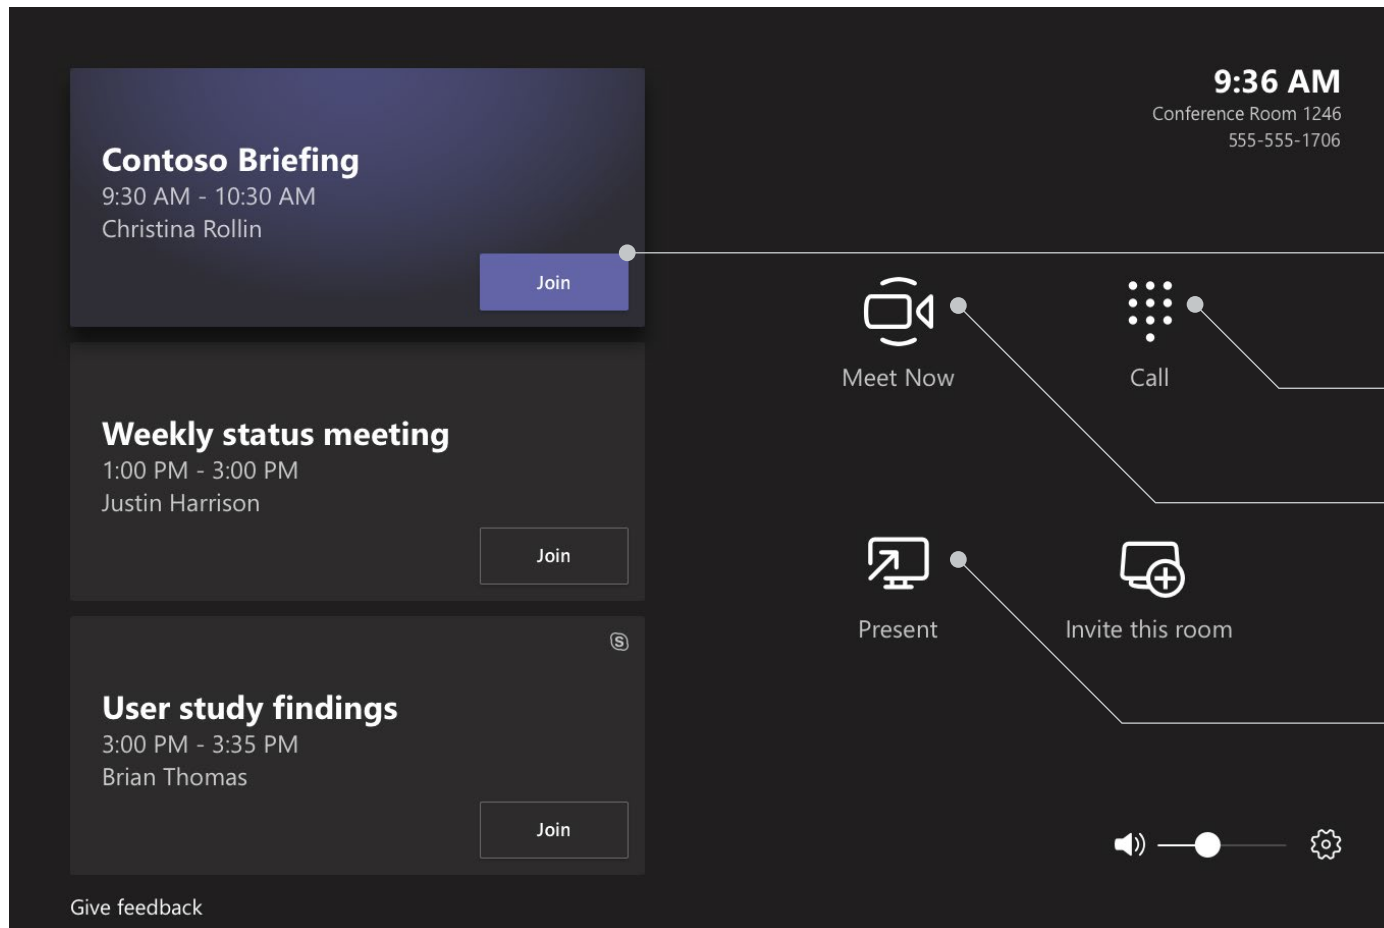 Contoso Briefing
9:30 AM - 10:30 AM
Christina Rollin
Join
Weekly status meeting
1:00 PM - 3:00 PM
Justin Harrison
Join
S
User study findings
3:00 PM - 3:35 PM
Brian Thomas
Join
Give feedback
9:36 AM
Conference Room 1246
555-555-1706
Meet Now
Call
Present
Invite this room